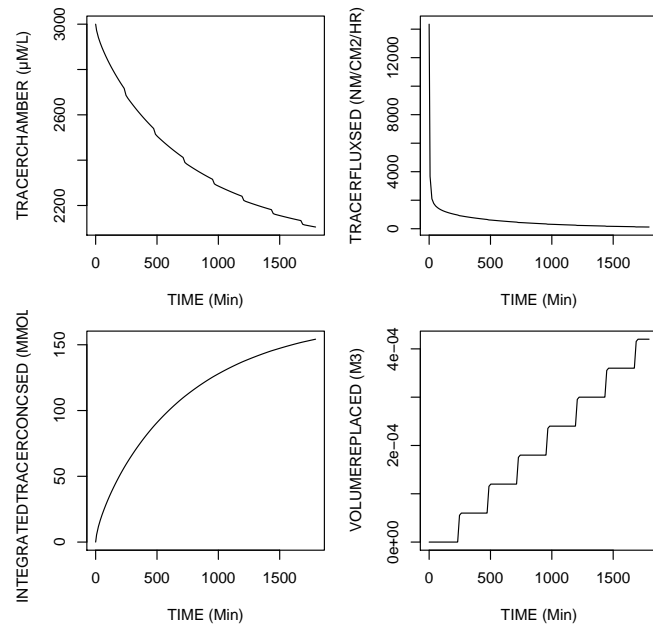 TRACERCHAMBER (µM/L)
2200
2600
3000
0
500
1000
1500
TIME (Min)
TRACERFLUXSED (NM/CM2/HR)
0
4000
8000
12000
0
500
1000
1500
TIME (Min)
INTEGRATEDTRACERCONCSED (MMOL
0
50
100
150
0
500
1000
1500
TIME (Min)
VOLUMEREPLACED (M3)
0e+00
2e-04
4e-04
0
500
1000
1500
TIME (Min)